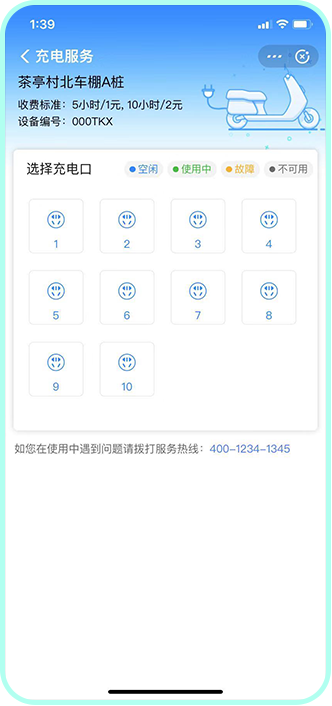 1:39
充电服务
茶亭村北车棚A桩
收费标准：5小时/1元, 10小时/2元
设备编号：000TKX
选择充电口 空闲 使用中 故障 不可用
1 2 3 4
5 6 7 8
9 10
如您在使用中遇到问题请拨打服务热线：400-1234-1345